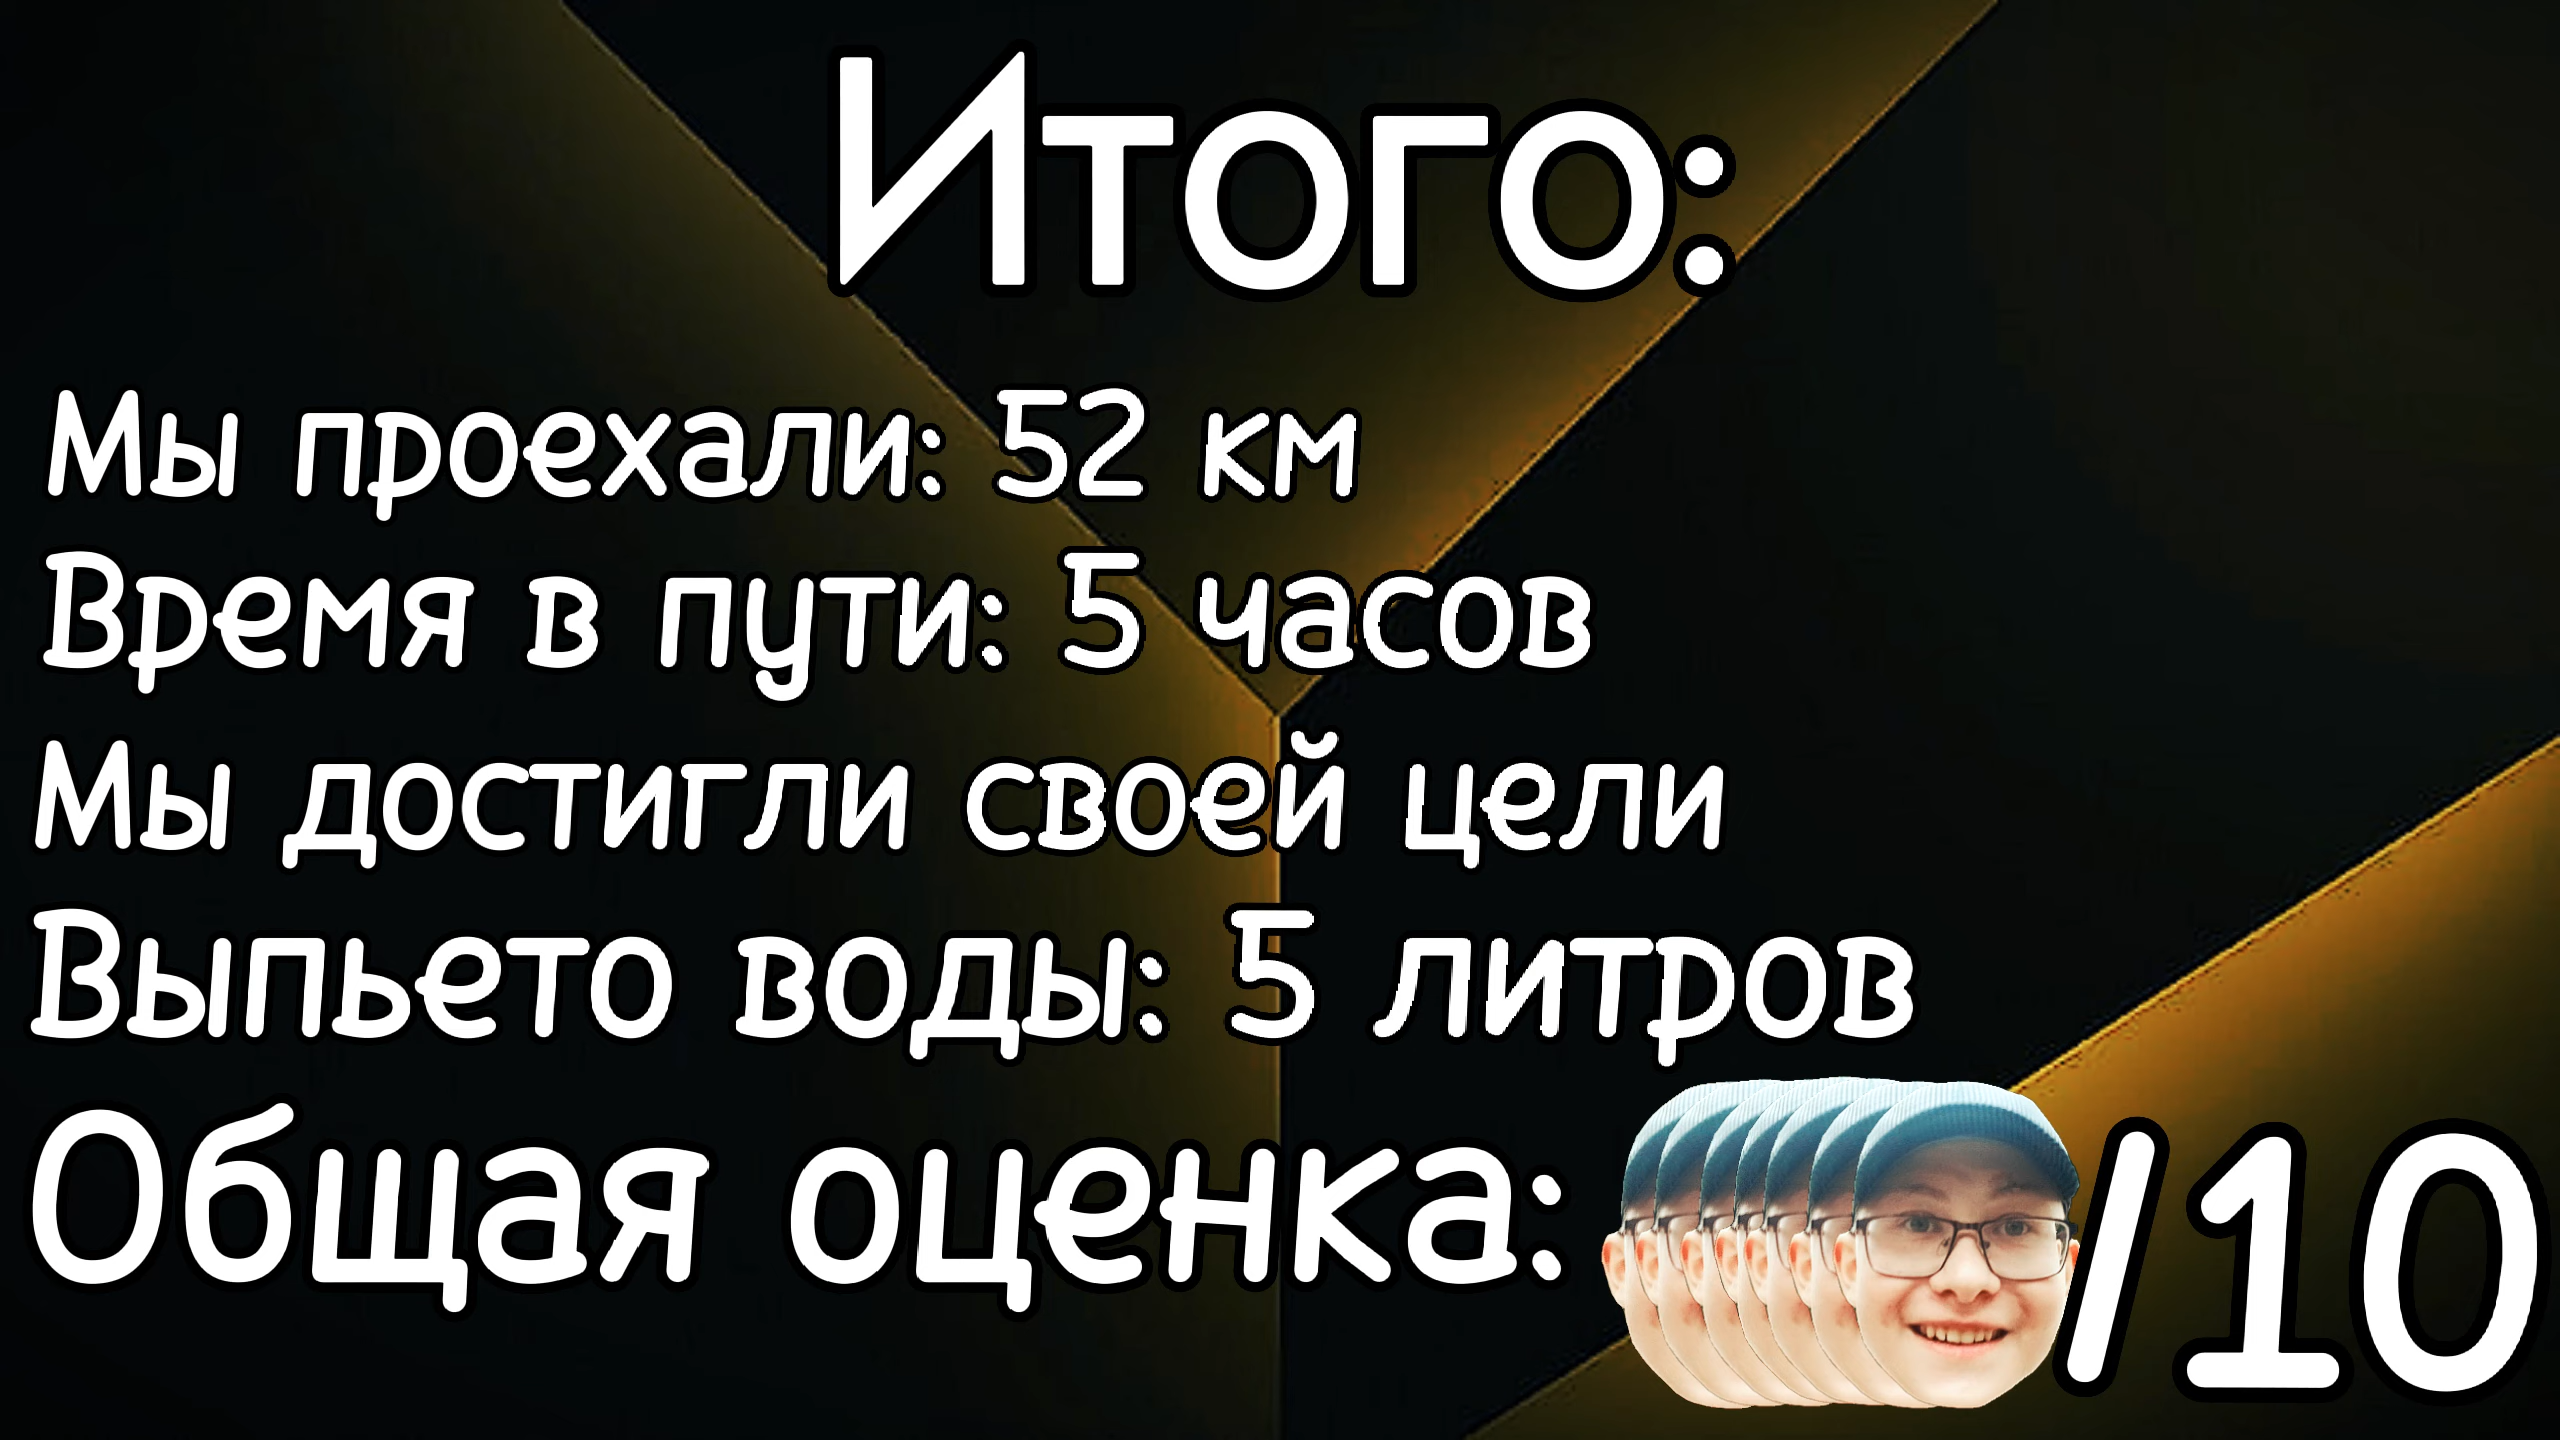 Итого:
Мы проехали: 52 км
Время в пути: 5 часов
Мы достигли своей цели
Выпьето воды: 5 литров
Общая оценка: /10